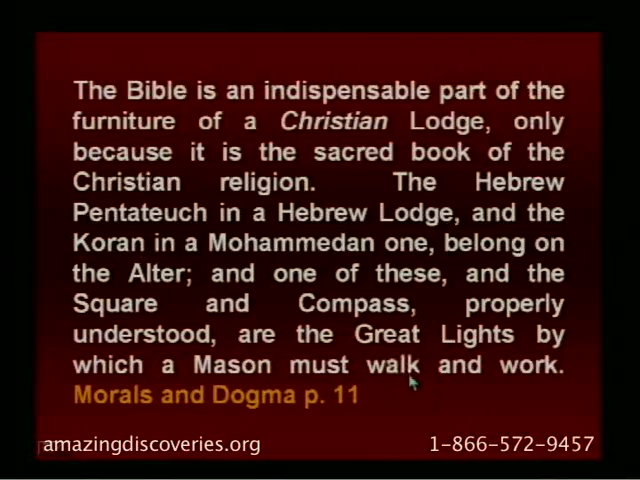 The Bible is an indispensable part of the
furniture of a Christian Lodge, only
because it is the sacred book of the
Christian religion. The Hebrew
Pentateuch in a Hebrew Lodge, and the
Koran in a Mohammedan one, belong on
the Alter; and one of these, and the
Square and Compass, properly
understood, are the Great Lights by
which a Mason must walk and work.
Morals and Dogma p. 11
amazingdiscoveries.org 1-866-572-9457